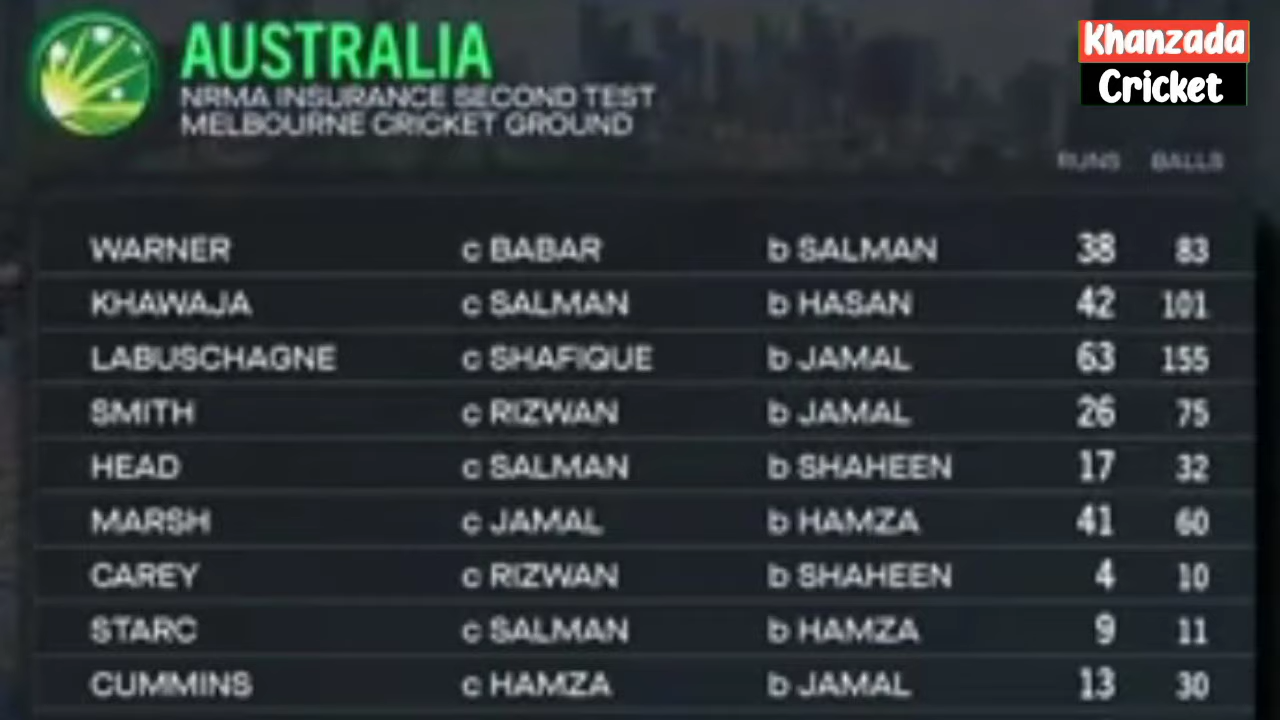 AUSTRALIA
NRMA INSURANCE SECOND TEST
MELBOURNE CRICKET GROUND
Khanzada
Cricket
RUNS BALLS
WARNER c BABAR b SALMAN 38 83
KHAWAJA c SALMAN b HASAN 42 101
LABUSCHAGNE c SHAFIQUE b JAMAL 63 155
SMITH c RIZWAN b JAMAL 26 75
HEAD c SALMAN b SHAHEEN 17 32
MARSH c JAMAL b HAMZA 41 60
CAREY c RIZWAN b SHAHEEN 4 10
STARC c SALMAN b HAMZA 9 11
CUMMINS c HAMZA b JAMAL 13 30